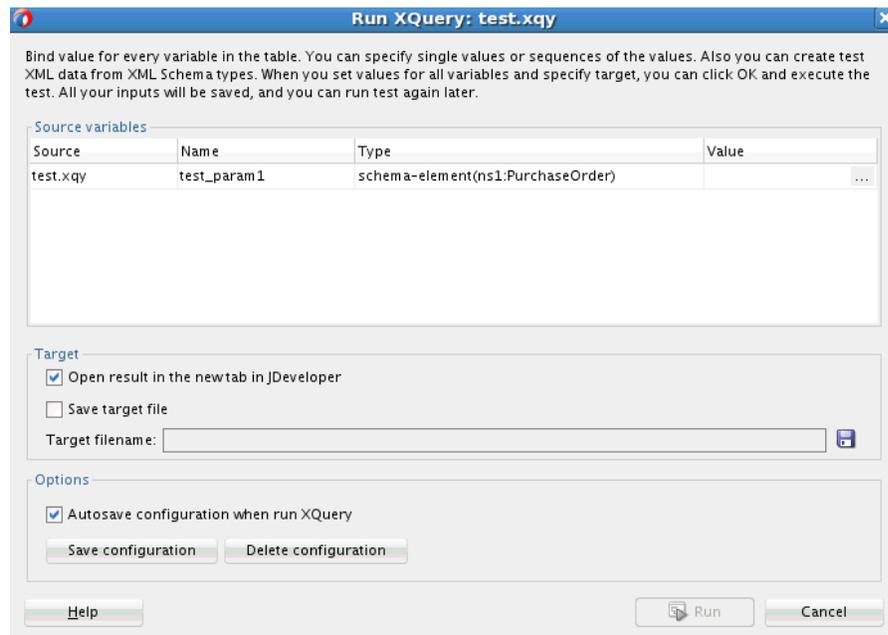 Run XQuery: test.xqy
Bind value for every variable in the table. You can specify single values or sequences of the values. Also you can create test
XML data from XML Schema types. When you set values for all variables and specify target, you can click OK and execute the
test. All your inputs will be saved, and you can run test again later.
Source variables
Source Name Type Value
test.xqy test_param1 schema-element(ns1:PurchaseOrder) ...
Target
Open result in the new tab in JDeveloper
Save target file
Target filename:
Options
Autosave configuration when run XQuery
Save configuration Delete configuration
Help Run Cancel